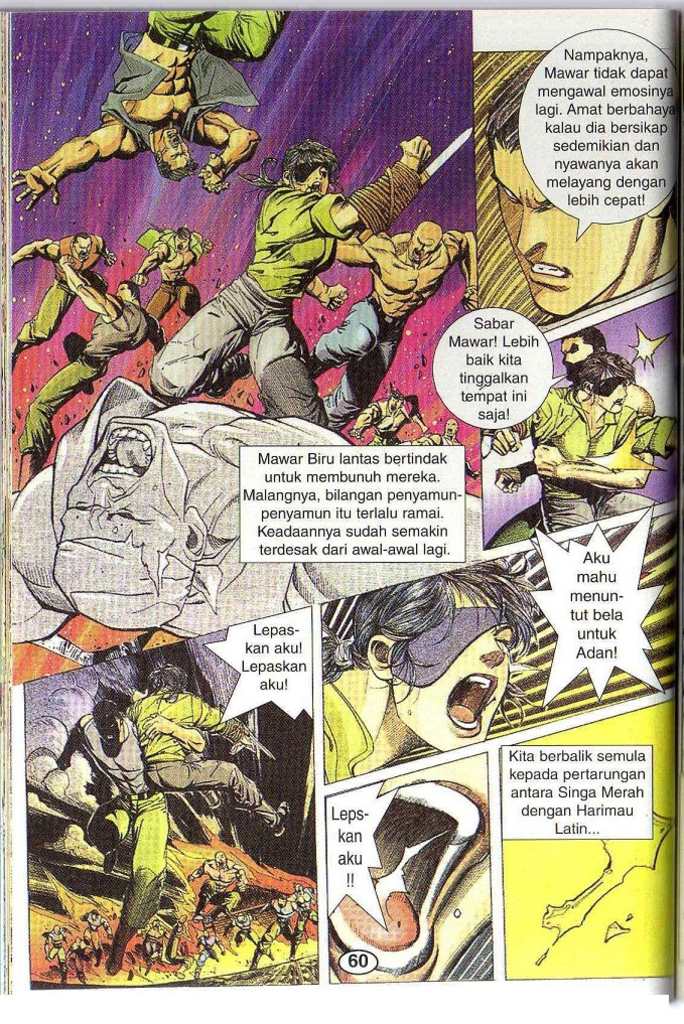 Nampaknya,
Mawar tidak dapat
mengawal emosinya
lagi. Amat berbahaya
kalau dia bersikap
sedemikian dan
nyawanya akan
melayang dengan
lebih cepat!
Sabar
Mawar! Lebih
baik kita
tinggalkan
tempat ini
saja!
Mawar Biru lantas bertindak
untuk membunuh mereka.
Malangnya, bilangan penyamun-
penyamun itu terlalu ramai.
Keadaannya sudah semakin
terdesak dari awal-awal lagi.
Aku
mahu
menun-
tut bela
untuk
Adan!
Lepas-
kan aku!
Lepaskan
aku!
Leps-
kan
aku
!!
Kita berbalik semula
kepada pertarungan
antara Singa Merah
dengan Harimau
Latin...
60